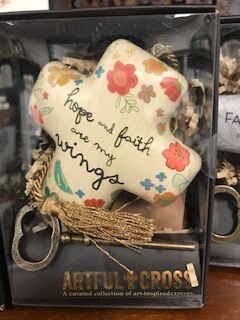 hope and faith
are my
wings
ARTFUL CROSS
A curated collection of art-inspired crosses
FA